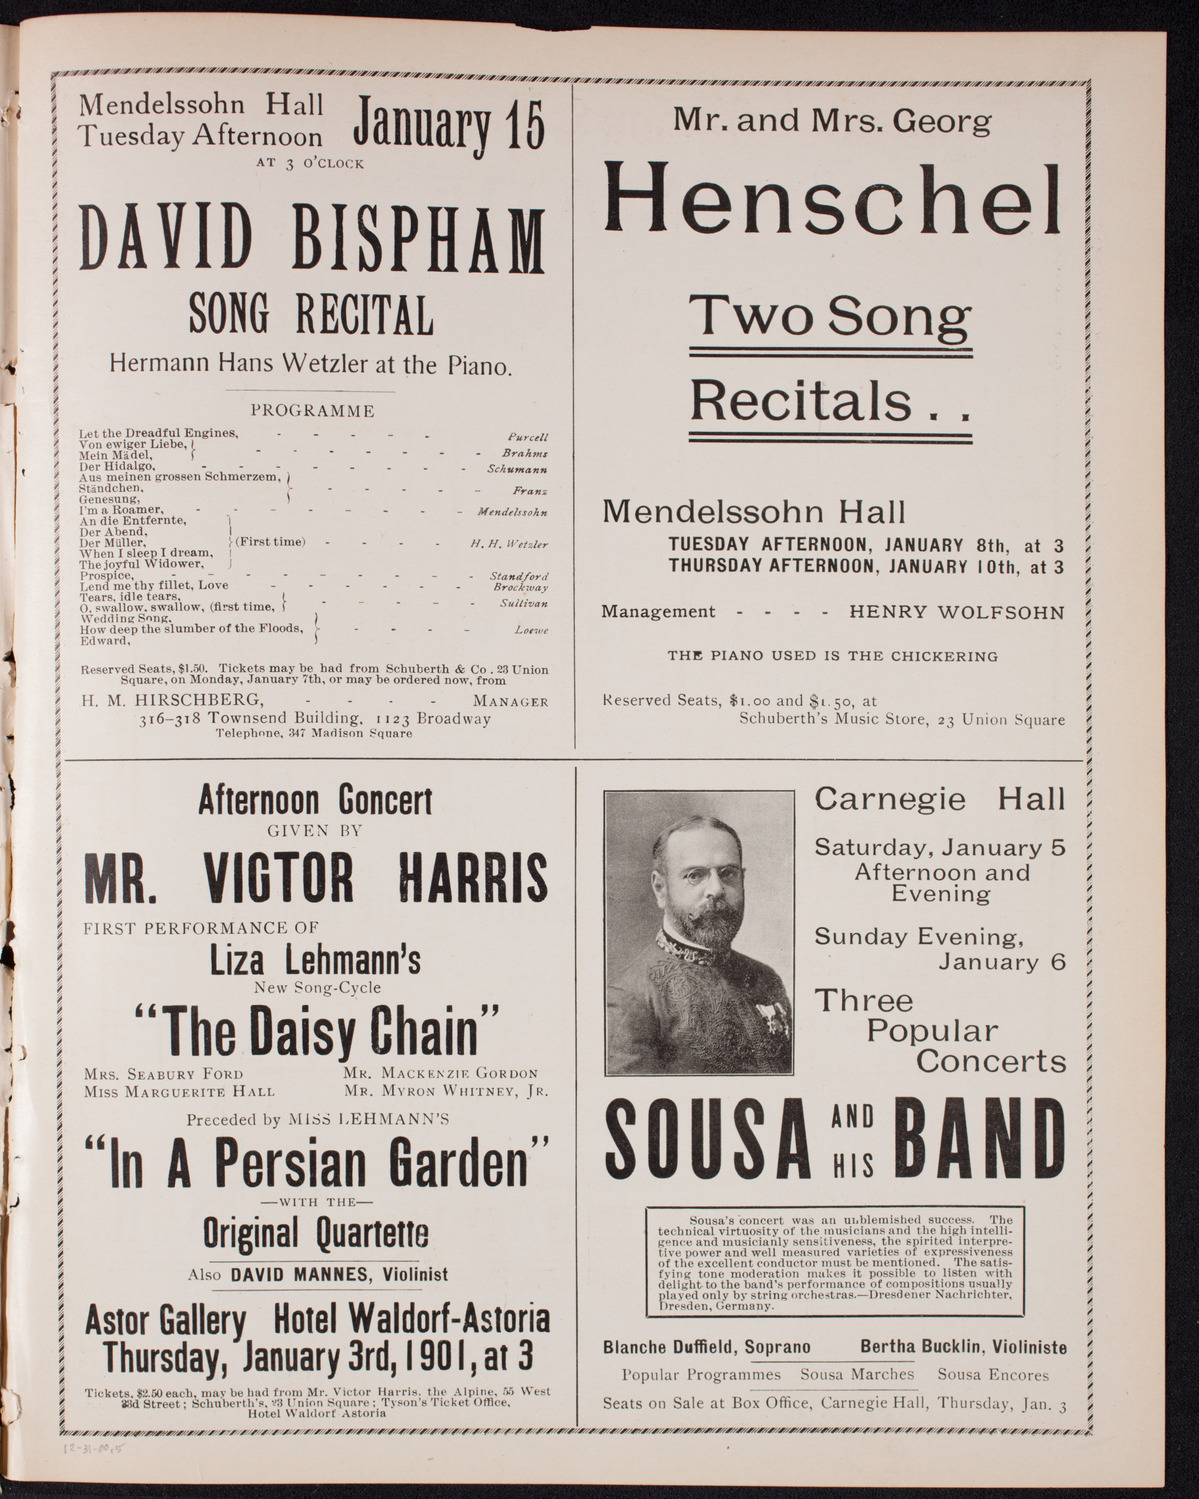 Mendelssohn Hall
Tuesday Afternoon
January 15
AT 3 O'CLOCK
DAVID BISPHAM
SONG RECITAL
Hermann Hans Wetzler at the Piano.
PROGRAMME
Let the Dreadful Engines, - - - - - Purcell
Von ewiger Liebe, }
Mein Mädel, } - - - - - Brahms
Der Hidalgo, - - - - - - - - Schumann
Aus meinen grossen Schmerzem, }
Ständchen, } - - - - - Franz
Genesung, }
I'm a Roamer, - - - - - - - - Mendelssohn
An die Entfernte, }
Der Abend, }
Der Müller, } (First time) - - - - H. H. Wetzler
When I sleep I dream, }
The joyful Widower, }
Prospice, - - - - - - - - Standford
Lend me thy fillet, Love - - - - - - Brockway
Tears, idle tears, }
O, swallow, swallow, (first time, } - - - - - Sullivan
Wedding Song, }
How deep the slumber of the Floods, } - - - - Loewe
Edward, }
Reserved Seats, $1.50. Tickets may be had from Schuberth & Co. 23 Union
Square, on Monday, January 7th, or may be ordered now, from
H. M. HIRSCHBERG, - - - - MANAGER
316-318 Townsend Building, 1123 Broadway
Telephone, 347 Madison Square
Mr. and Mrs. Georg
Henschel
Two Song
Recitals . .
Mendelssohn Hall
TUESDAY AFTERNOON, JANUARY 8th, at 3
THURSDAY AFTERNOON, JANUARY 10th, at 3
Management - - - - HENRY WOLFSOHN
THE PIANO USED IS THE CHICKERING
Reserved Seats, $1.00 and $1.50, at
Schuberth's Music Store, 23 Union Square
Afternoon Concert
GIVEN BY
MR. VICTOR HARRIS
FIRST PERFORMANCE OF
Liza Lehmann's
New Song-Cycle
"The Daisy Chain"
MRS. SEABURY FORD MR. MACKENZIE GORDON
MISS MARGUERITE HALL MR. MYRON WHITNEY, JR.
Preceded by MISS LEHMANN'S
"In A Persian Garden"
—WITH THE—
Original Quartette
Also DAVID MANNES, Violinist
Astor Gallery Hotel Waldorf-Astoria
Thursday, January 3rd, 1901, at 3
Tickets, $2.50 each, may be had from Mr. Victor Harris, the Alpine, 55 West
33d Street; Schuberth's, 23 Union Square; Tyson's Ticket Office,
Hotel Waldorf Astoria
Carnegie Hall
Saturday, January 5
Afternoon and
Evening
Sunday Evening,
January 6
Three
Popular
Concerts
SOUSA AND HIS BAND
Sousa's concert was an unblemished success. The
technical virtuosity of the musicians and the high intelli-
gence and musicianly sensitiveness, the spirited interpre-
tive power and well measured varieties of expressiveness
of the excellent conductor must be mentioned. The satis-
fying tone moderation makes it possible to listen with
delight to the band's performance of compositions usually
played only by string orchestras.—Dresdener Nachrichter,
Dresden, Germany.
Blanche Duffield, Soprano Bertha Bucklin, Violiniste
Popular Programmes Sousa Marches Sousa Encores
Seats on Sale at Box Office, Carnegie Hall, Thursday, Jan. 3
12-31-00,5